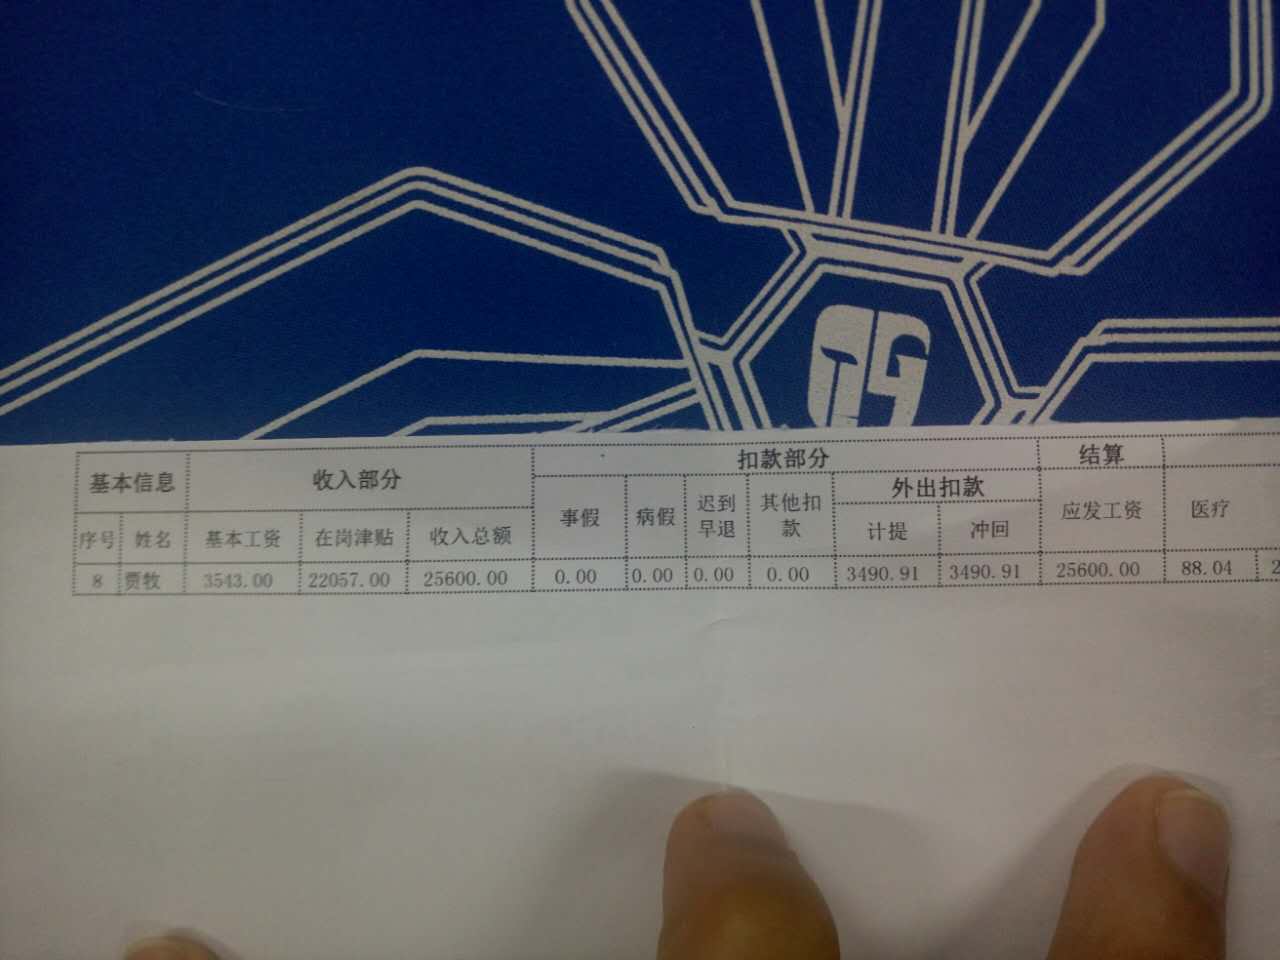 基本信息 收入部分 扣款部分 结算
序号 姓名 基本工资 在岗津贴 收入总额 事假 病假 迟到早退 其他扣款 外出扣款 应发工资 医疗
计提 冲回
8 贾牧 3543.00 22057.00 25600.00 0.00 0.00 0.00 0.00 3490.91 3490.91 25600.00 88.04 2